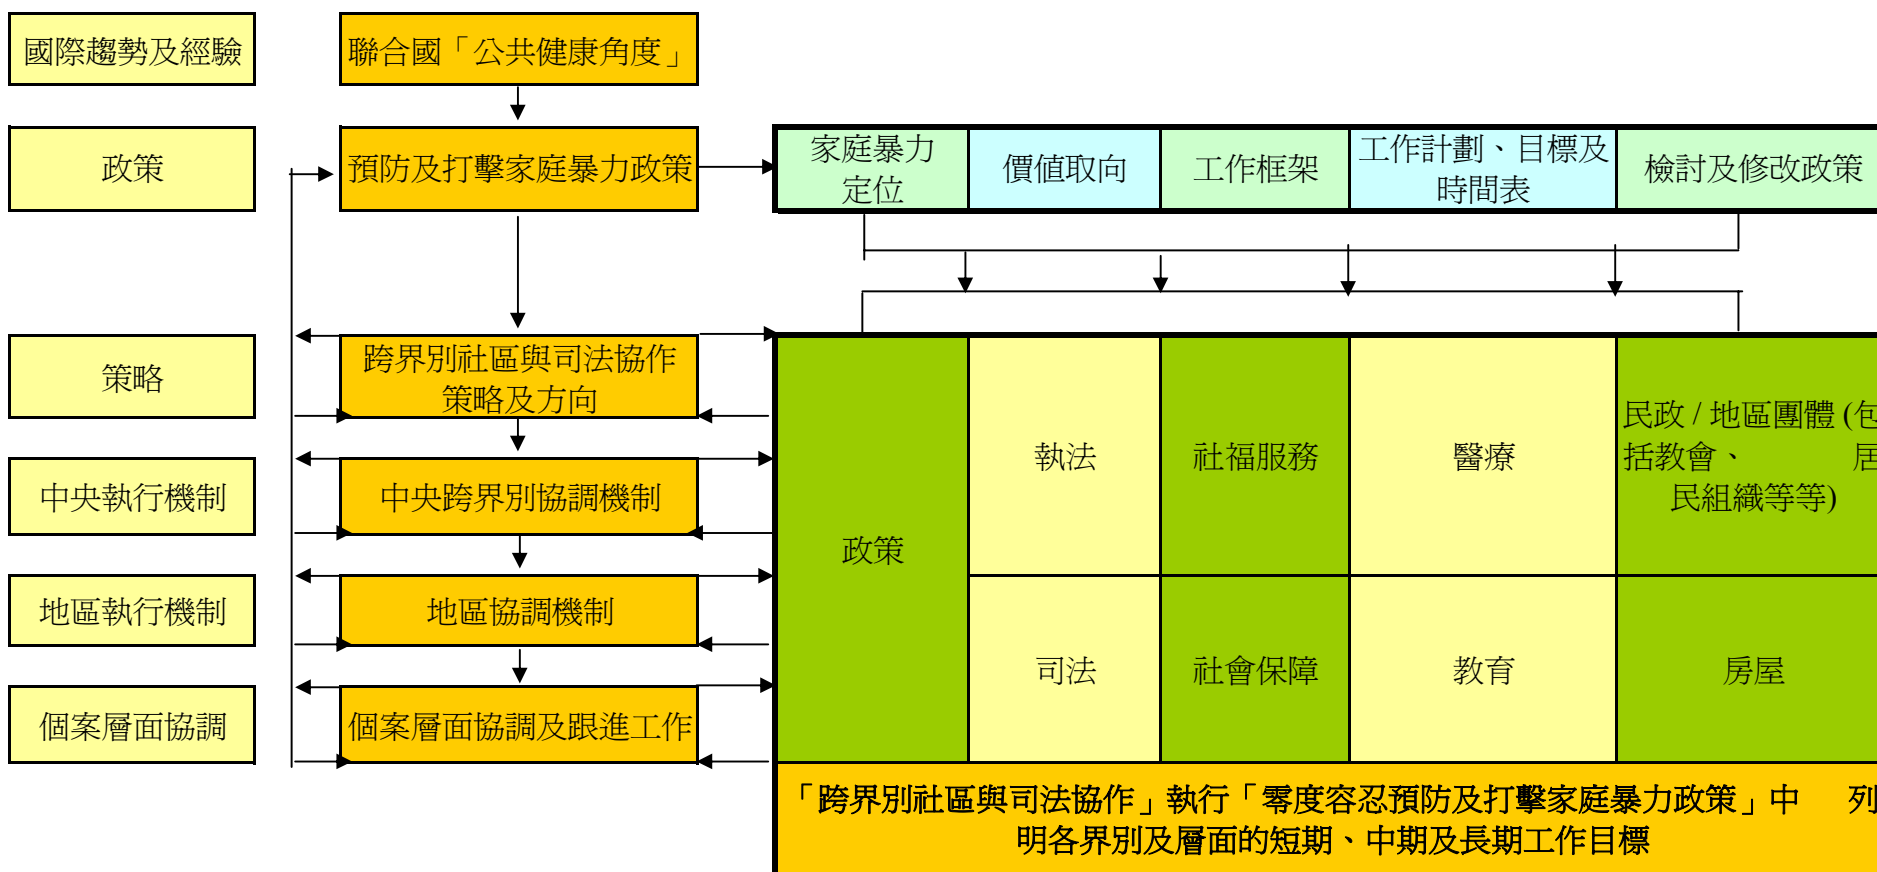 國際趨勢及經驗
聯合國「公共健康角度」
政策
預防及打擊家庭暴力政策
家庭暴力
定位
價值取向
工作框架
工作計劃、目標及
時間表
檢討及修改政策
策略
跨界別社區與司法協作
策略及方向
中央執行機制
中央跨界別協調機制
地區執行機制
地區協調機制
個案層面協調
個案層面協調及跟進工作
政策
執法
社福服務
醫療
民政 / 地區團體 (包
括教會、 居
民組織等等)
司法
社會保障
教育
房屋
「跨界別社區與司法協作」執行「零度容忍預防及打擊家庭暴力政策」中 列
明各界別及層面的短期、中期及長期工作目標